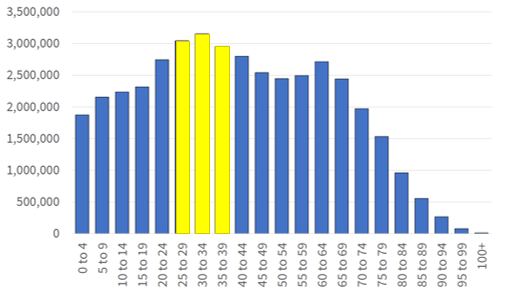 3,500,000
3,000,000
2,500,000
2,000,000
1,500,000
1,000,000
500,000
0
0 to 4
5 to 9
10 to 14
15 to 19
20 to 24
25 to 29
30 to 34
35 to 39
40 to 44
45 to 49
50 to 54
55 to 59
60 to 64
65 to 69
70 to 74
75 to 79
80 to 84
85 to 89
90 to 94
95 to 99
100+